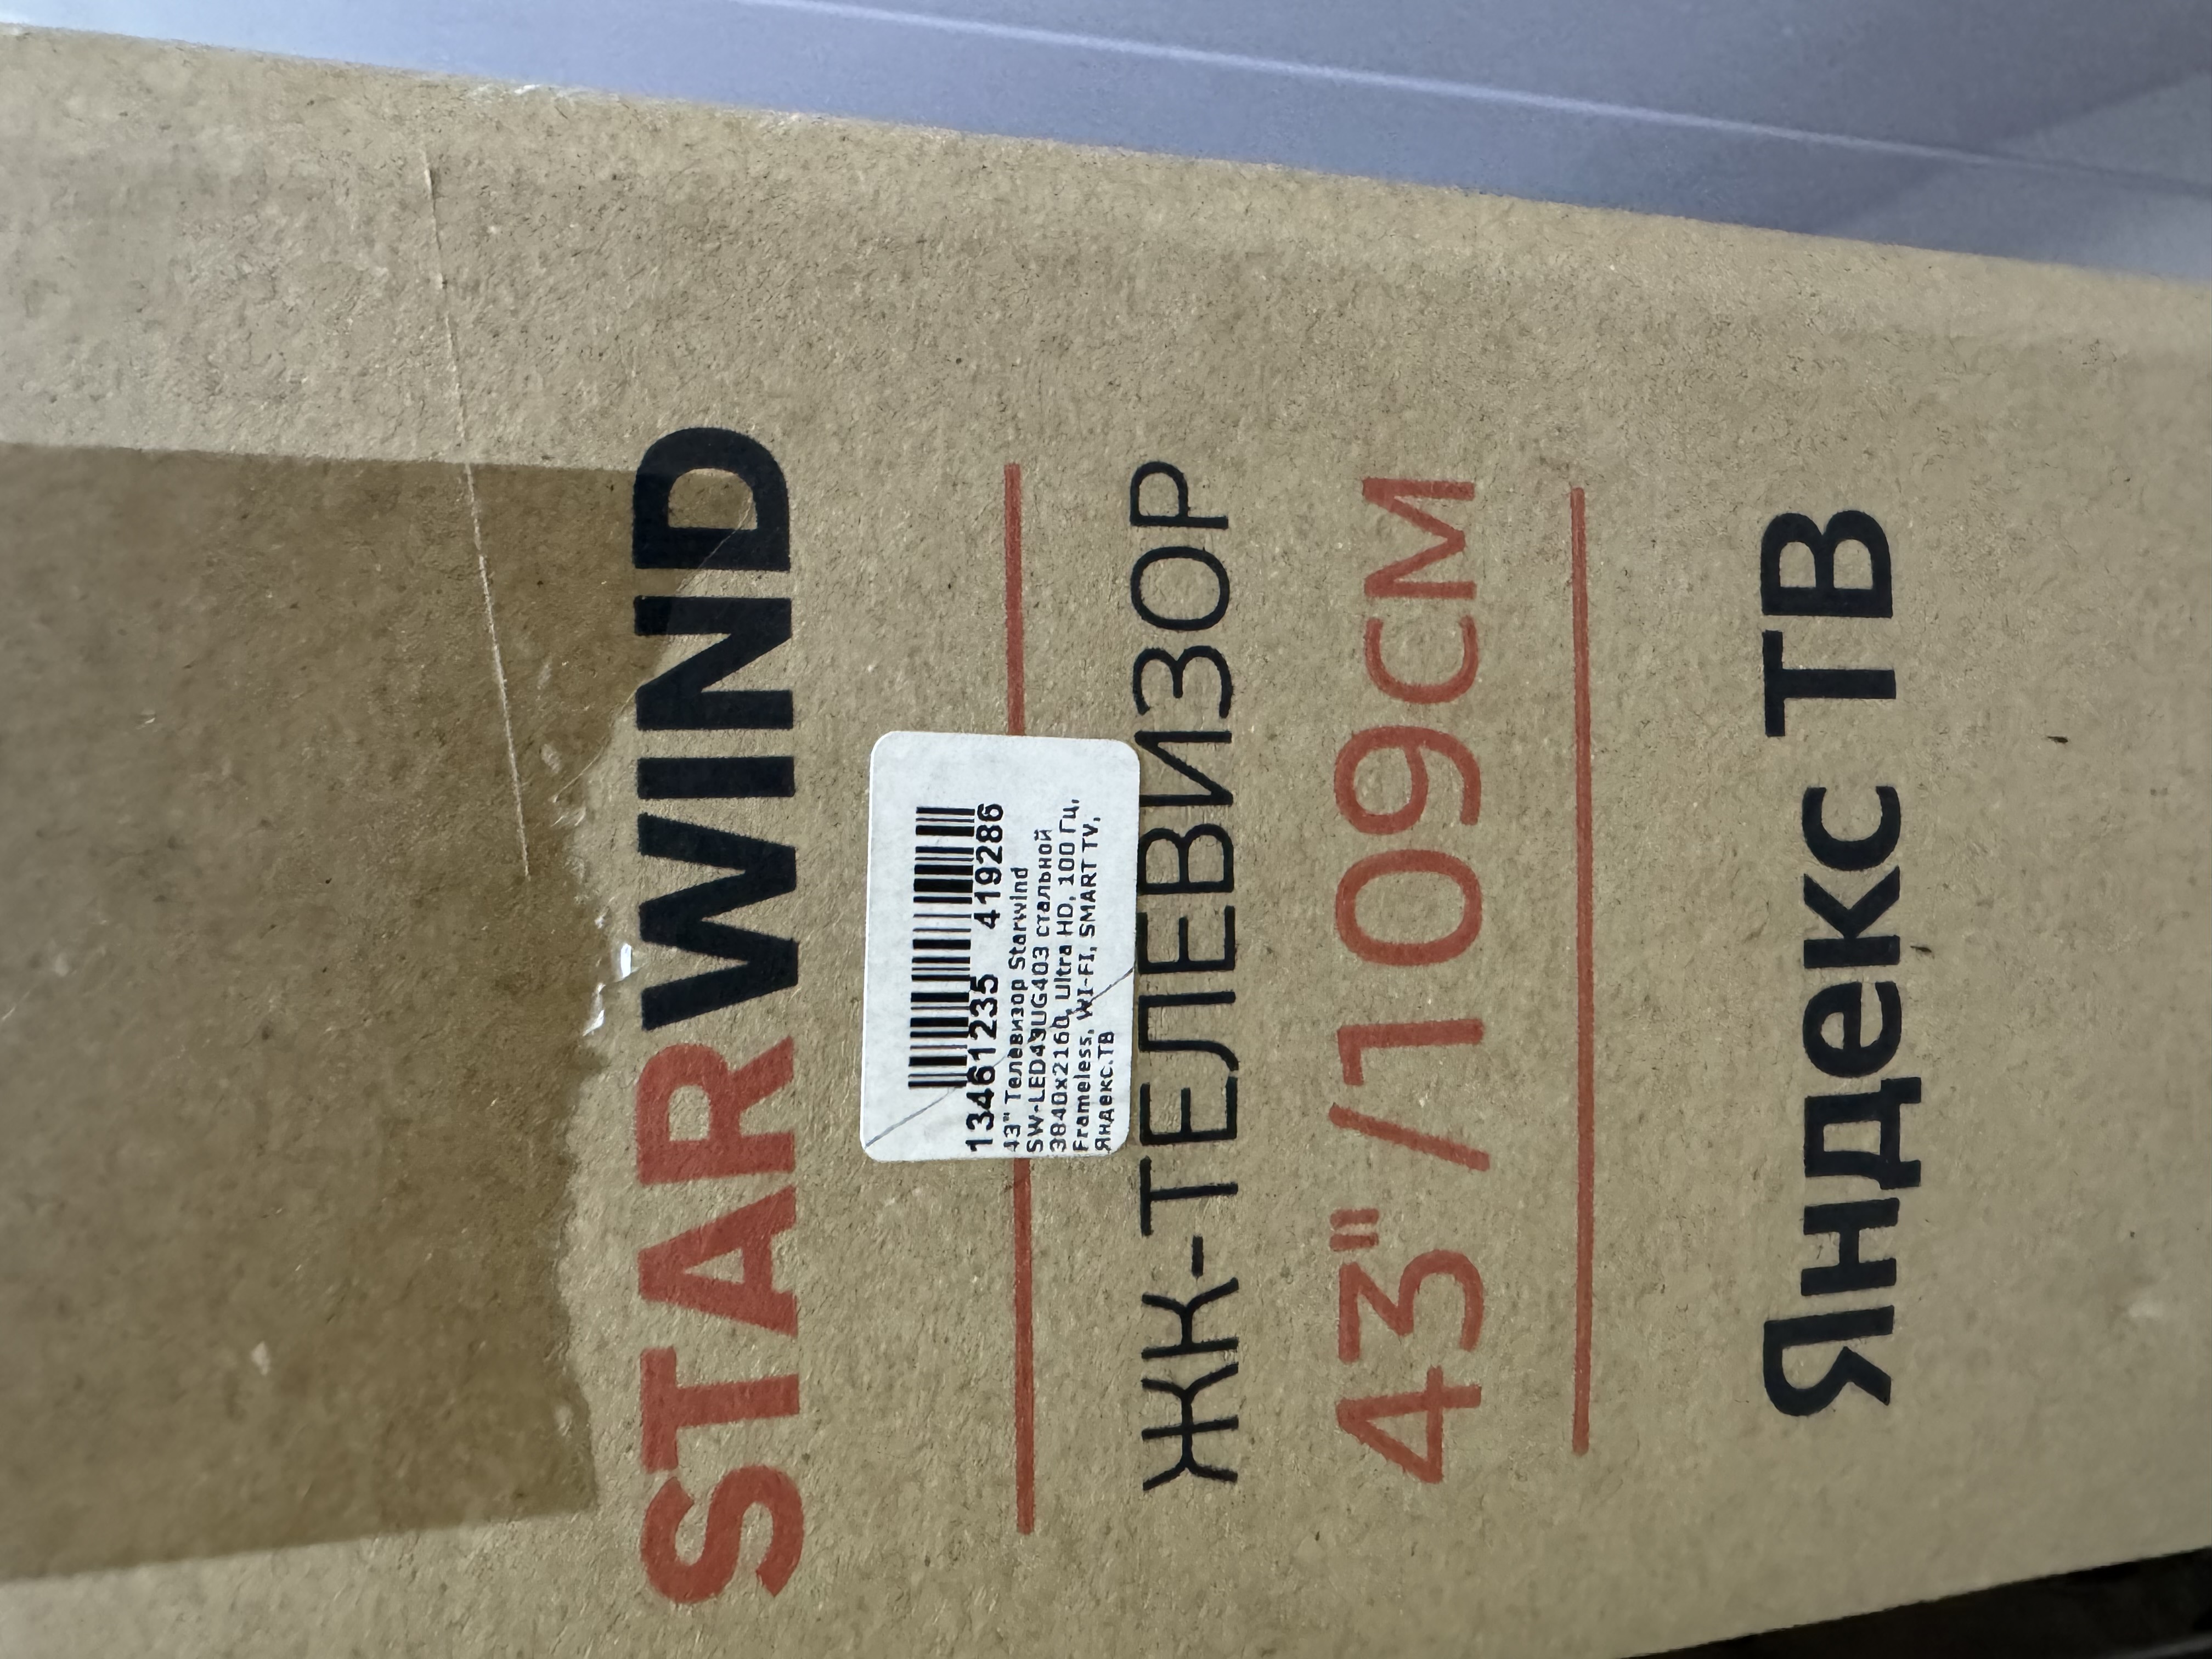 STARWIND
13461235 419286
43" Телевизор Starwind
SW-LED43UG403 стальной
3840x2160, Ultra HD, 100 Гц,
Frameless, WI-FI, SMART TV,
Яндекс.ТВ
ЖК-ТЕЛЕВИЗОР
43"/109СМ
Яндекс ТВ